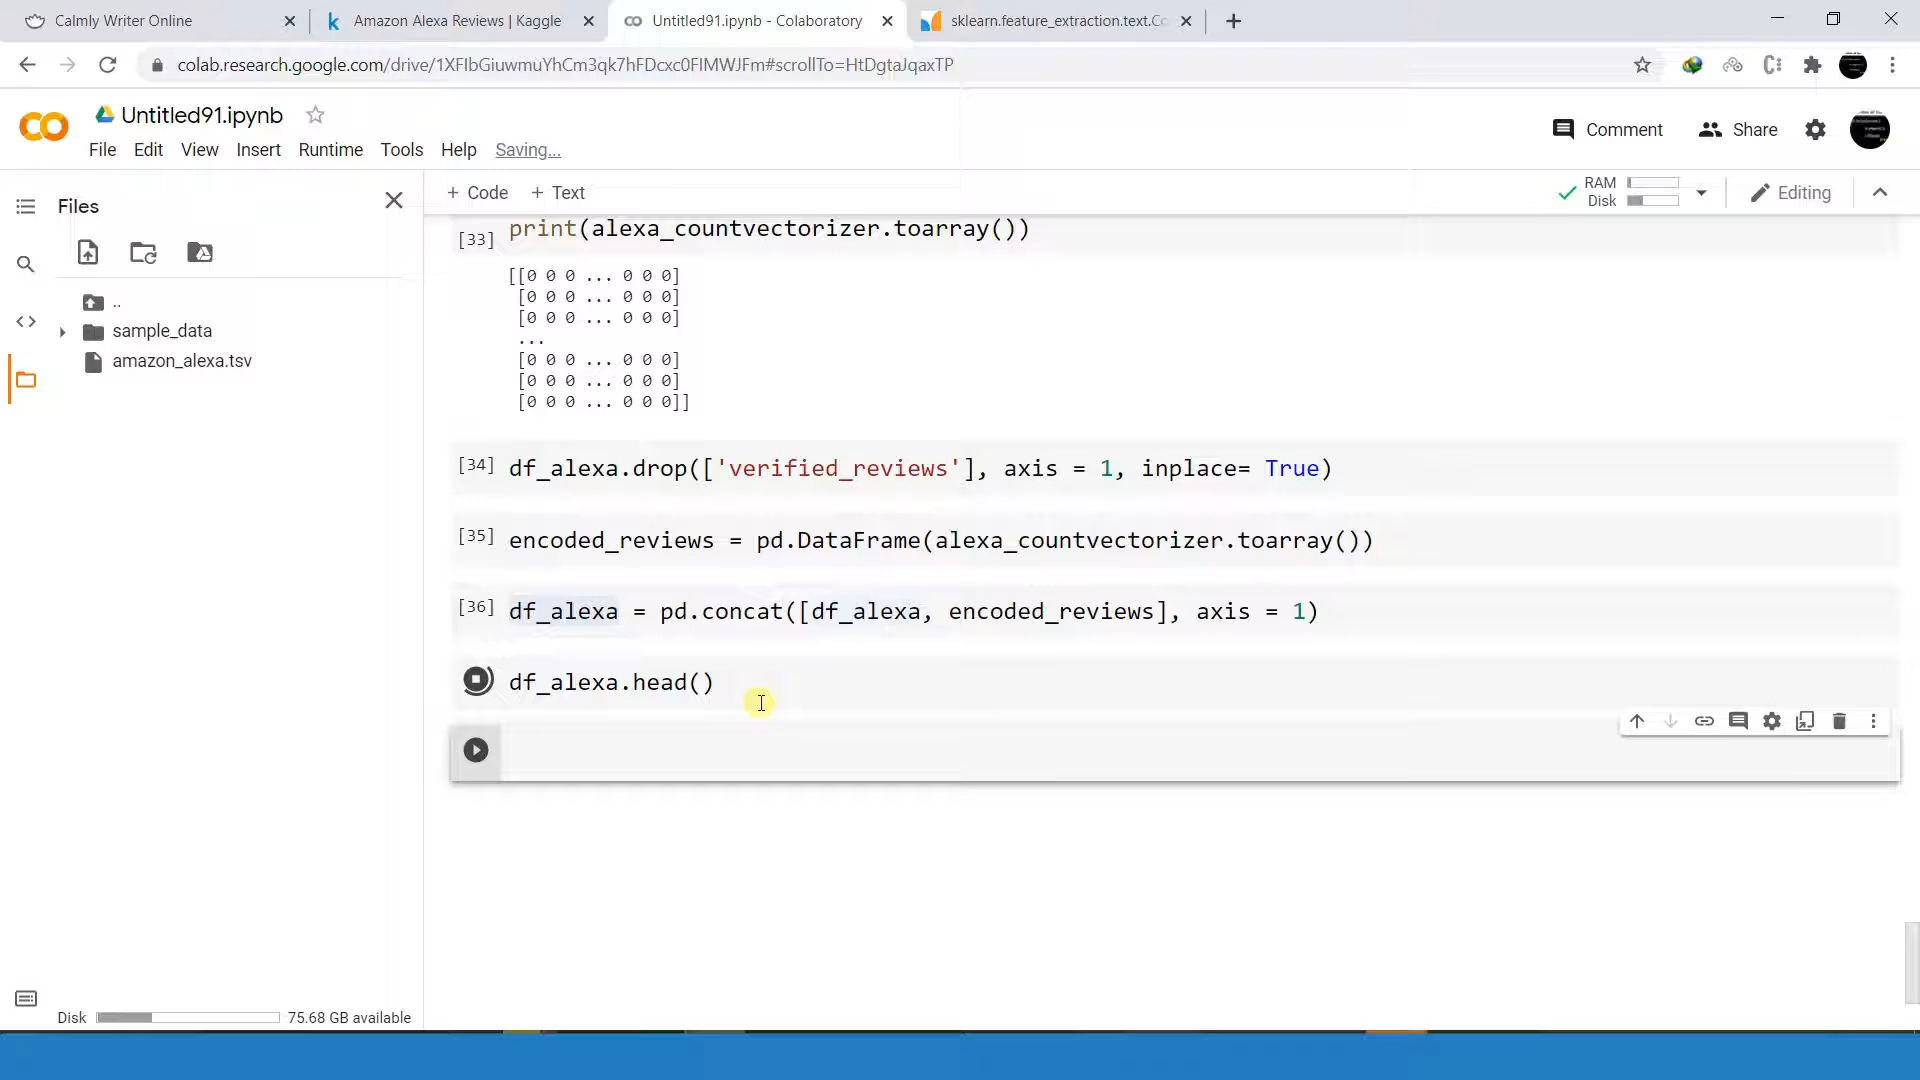 Calmly Writer Online
Amazon Alexa Reviews | Kaggle
Untitled91.ipynb - Colaboratory
sklearn.feature_extraction.text.Co
colab.research.google.com/drive/1XFIbGiuwmuYhCm3qk7hFDcxc0FIMWJFm#scrollTo=HtDgtaJqaxTP
Untitled91.ipynb
Comment
Share
File Edit View Insert Runtime Tools Help Saving...
Files
+ Code + Text
RAM
Disk
Editing
[33] print(alexa_countvectorizer.toarray())
[[0 0 0 ... 0 0 0]
[0 0 0 ... 0 0 0]
[0 0 0 ... 0 0 0]
...
[0 0 0 ... 0 0 0]
[0 0 0 ... 0 0 0]
[0 0 0 ... 0 0 0]]
..
sample_data
amazon_alexa.tsv
[34] df_alexa.drop(['verified_reviews'], axis = 1, inplace= True)
[35] encoded_reviews = pd.DataFrame(alexa_countvectorizer.toarray())
[36] df_alexa = pd.concat([df_alexa, encoded_reviews], axis = 1)
df_alexa.head()
Disk 75.68 GB available